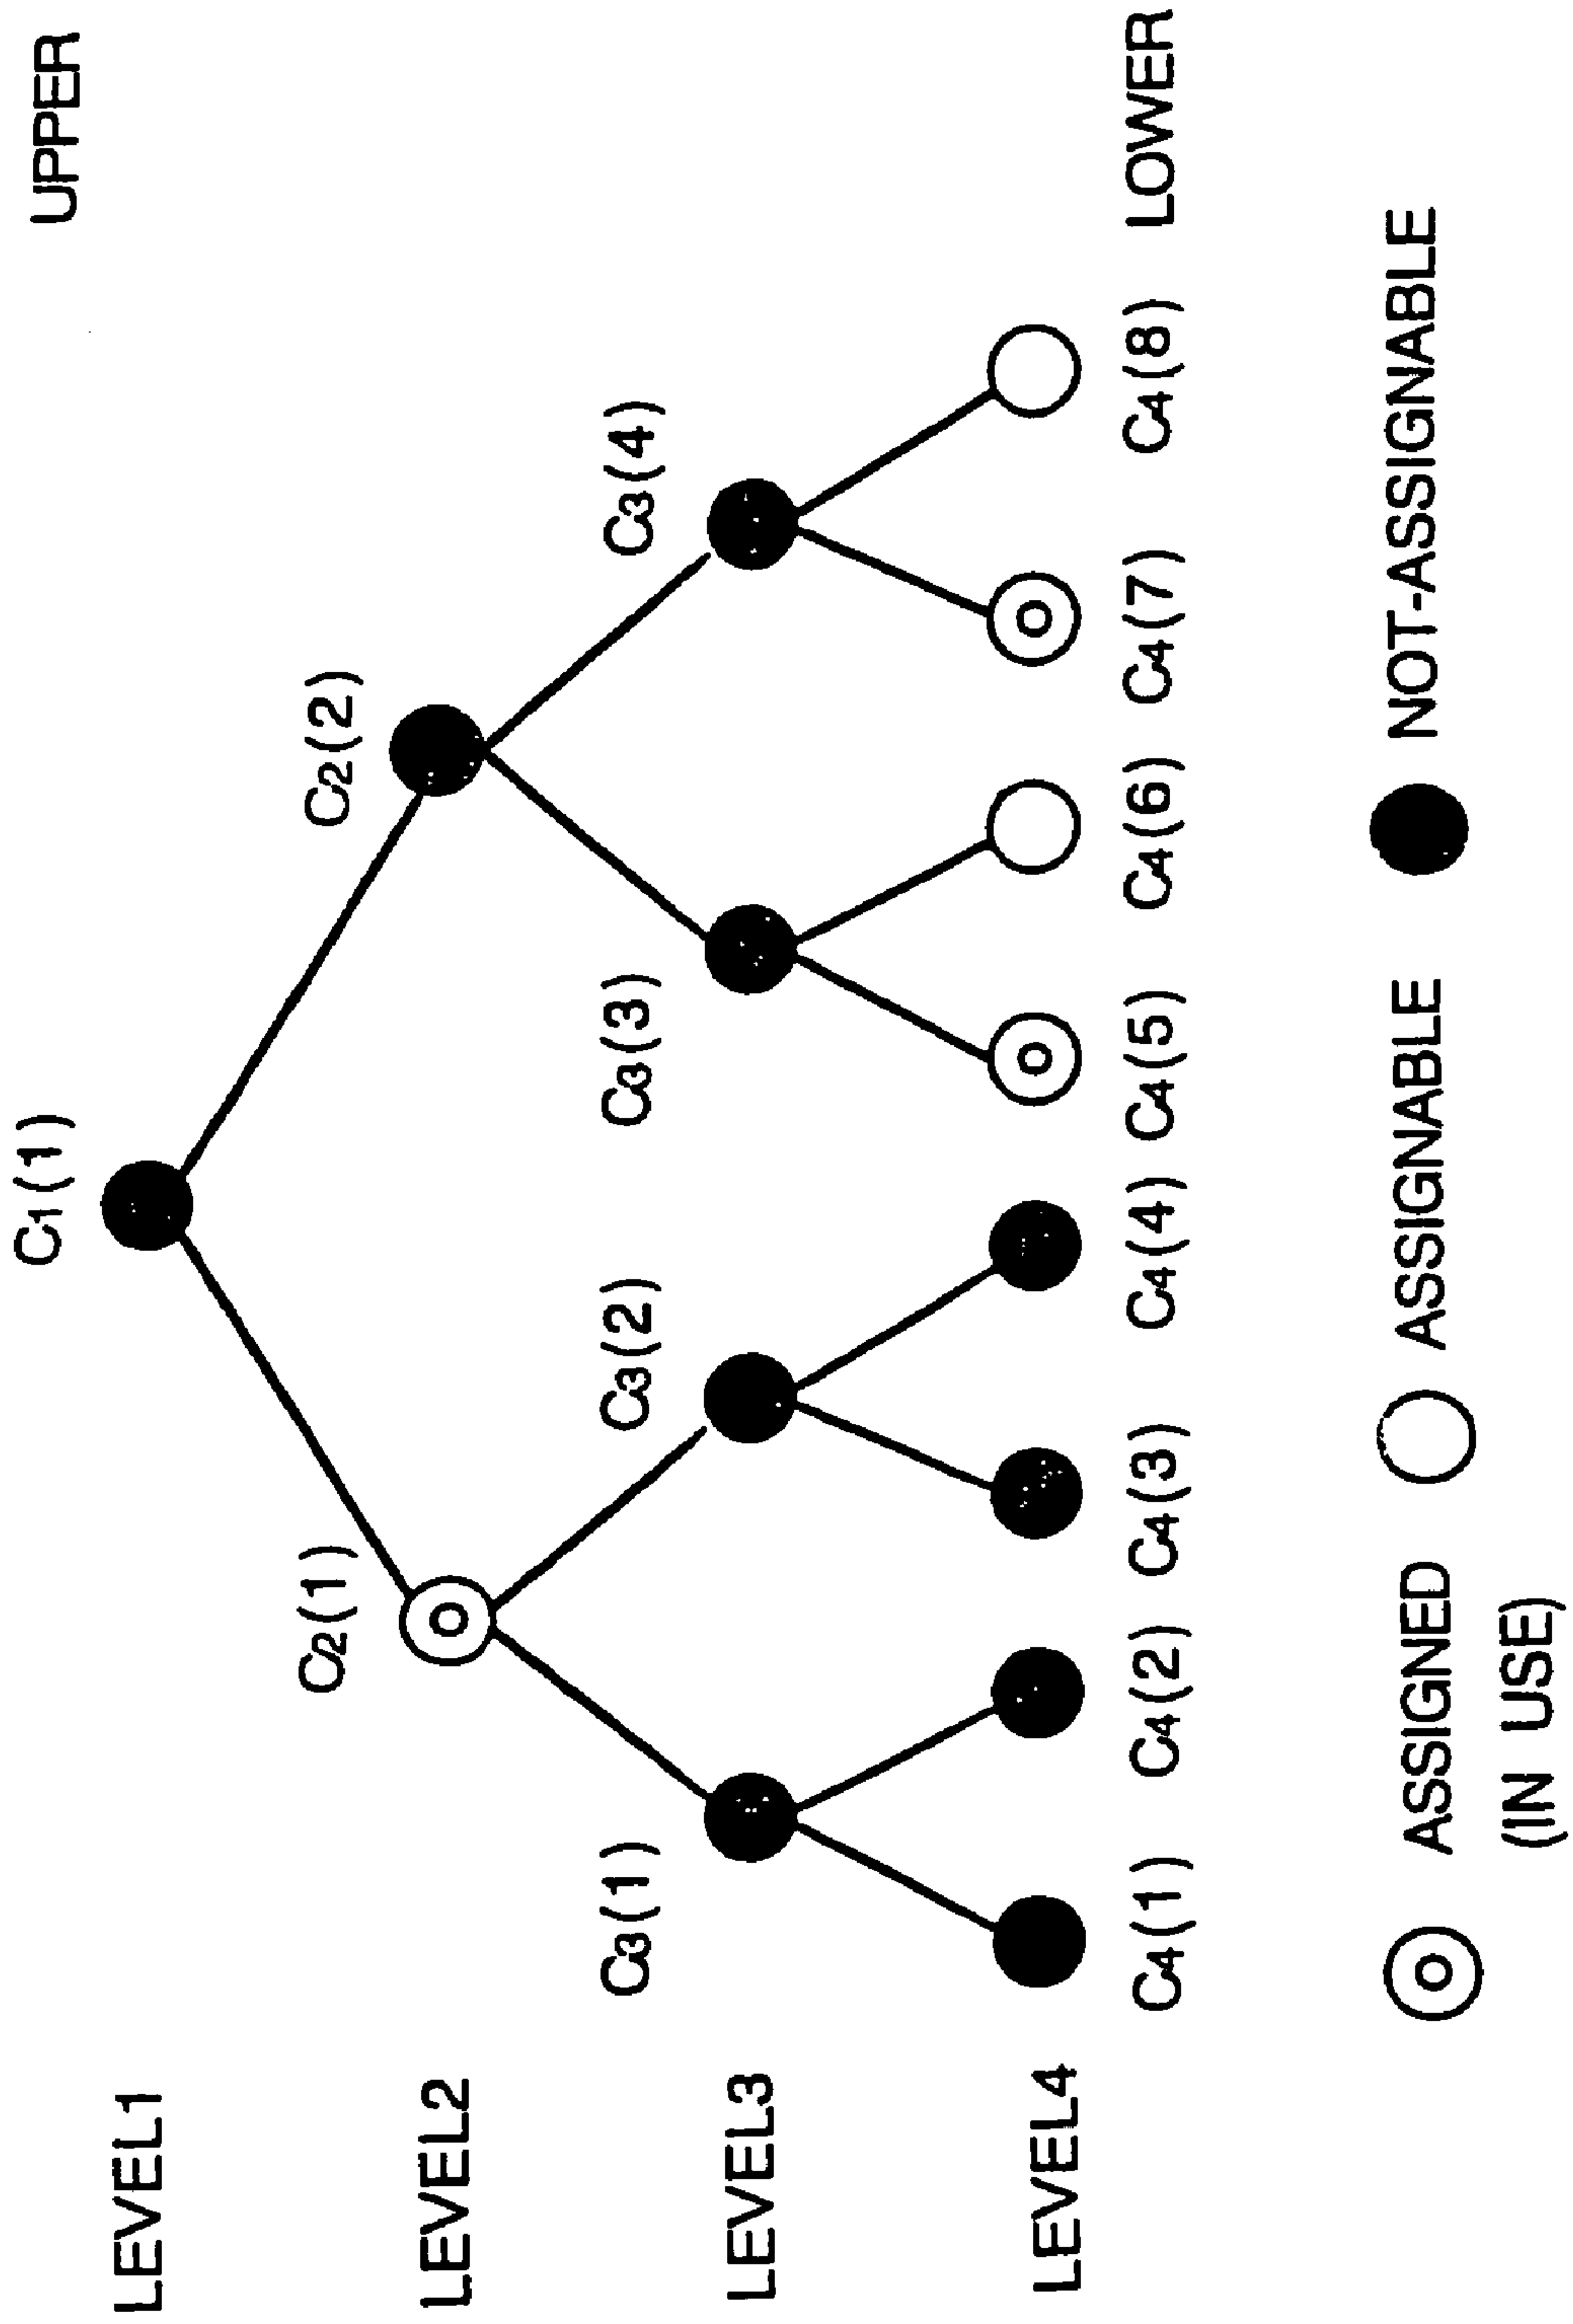 UPPER
C1(1)
LEVEL1
C2(1) C2(2)
LEVEL2
C3(1) C3(2) C3(3) C3(4)
LEVEL3
LEVEL4
C4(1) C4(2) C4(3) C4(4) C4(5) C4(6) C4(7) C4(8) LOWER
ASSIGNED ASSIGNABLE NOT-ASSIGNABLE
(IN USE)